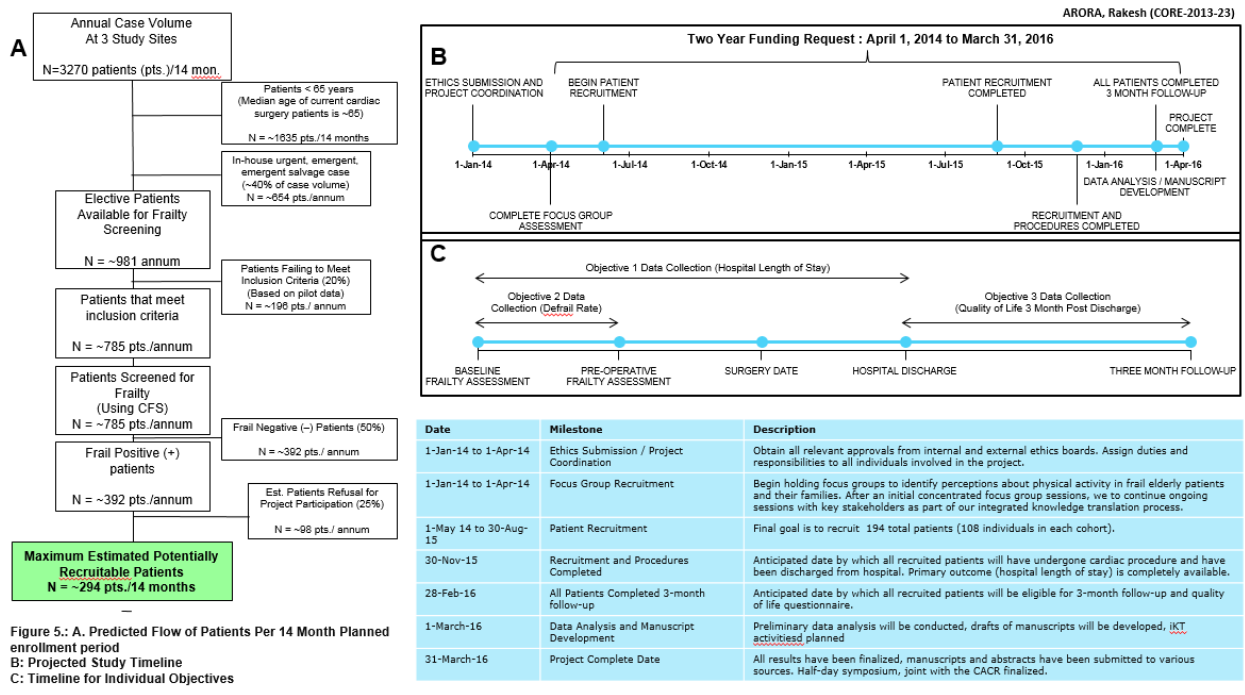 ARORA, Rakesh (CORE-2013-23)
A
Annual Case Volume
At 3 Study Sites
N=3270 patients (pts.)/14 mon.
Patients < 65 years
(Median age of current cardiac
surgery patients is ~65)
N = ~1635 pts./14 months
In-house urgent, emergent,
emergent salvage case
(~40% of case volume)
N = ~654 pts./annum
Elective Patients
Available for Frailty
Screening
N = ~981 annum
Patients Failing to Meet
Inclusion Criteria (20%)
(Based on pilot data)
N = ~196 pts./ annum
Patients that meet
inclusion criteria
N = ~785 pts./annum
Patients Screened for
Frailty
(Using CFS)
N = ~785 pts./annum
Frail Negative (–) Patients (50%)
N = ~392 pts./ annum
Frail Positive (+)
patients
N = ~392 pts./annum
Est. Patients Refusal for
Project Participation (25%)
N = ~98 pts./ annum
Maximum Estimated Potentially
Recruitable Patients
N = ~294 pts./14 months
–
Figure 5.: A. Predicted Flow of Patients Per 14 Month Planned
enrollment period
B: Projected Study Timeline
C: Timeline for Individual Objectives
B
Two Year Funding Request : April 1, 2014 to March 31, 2016
ETHICS SUBMISSION AND
PROJECT COORDINATION
BEGIN PATIENT
RECRUITMENT
PATIENT RECRUITMENT
COMPLETED
ALL PATIENTS COMPLETED
3 MONTH FOLLOW-UP
PROJECT
COMPLETE
1-Jan-14 1-Apr-14 1-Jul-14 1-Oct-14 1-Jan-15 1-Apr-15 1-Jul-15 1-Oct-15 1-Jan-16 1-Apr-16
DATA ANALYSIS / MANUSCRIPT
DEVELOPMENT
COMPLETE FOCUS GROUP
ASSESSMENT
RECRUITMENT AND
PROCEDURES COMPLETED
C
Objective 1 Data Collection (Hospital Length of Stay)
Objective 2 Data
Collection (Defrail Rate)
Objective 3 Data Collection
(Quality of Life 3 Month Post Discharge)
BASELINE
FRAILTY ASSESSMENT
PRE-OPERATIVE
FRAILTY ASSESSMENT
SURGERY DATE
HOSPITAL DISCHARGE
THREE MONTH FOLLOW-UP
Date Milestone Description
1-Jan-14 to 1-Apr-14 Ethics Submission / Project Obtain all relevant approvals from internal and external ethics boards. Assign duties and
Coordination responsibilities to all individuals involved in the project.
1-Jan-14 to 1-Apr-14 Focus Group Recruitment Begin holding focus groups to identify perceptions about physical activity in frail elderly patients
and their families. After an initial concentrated focus group sessions, we to continue ongoing
sessions with key stakeholders as part of our integrated knowledge translation process.
1-May 14 to 30-Aug- Patient Recruitment Final goal is to recruit 194 total patients (108 individuals in each cohort).
15
30-Nov-15 Recruitment and Procedures Anticipated date by which all recruited patients will have undergone cardiac procedure and have
Completed been discharged from hospital. Primary outcome (hospital length of stay) is completely available.
28-Feb-16 All Patients Completed 3-month Anticipated date by which all recruited patients will be eligible for 3-month follow-up and quality
follow-up of life questionnaire.
1-March-16 Data Analysis and Manuscript Preliminary data analysis will be conducted, drafts of manuscripts will be developed, iKT
Development activitiesd planned
31-March-16 Project Complete Date All results have been finalized, manuscripts and abstracts have been submitted to various
sources. Half-day symposium, joint with the CACR finalized.